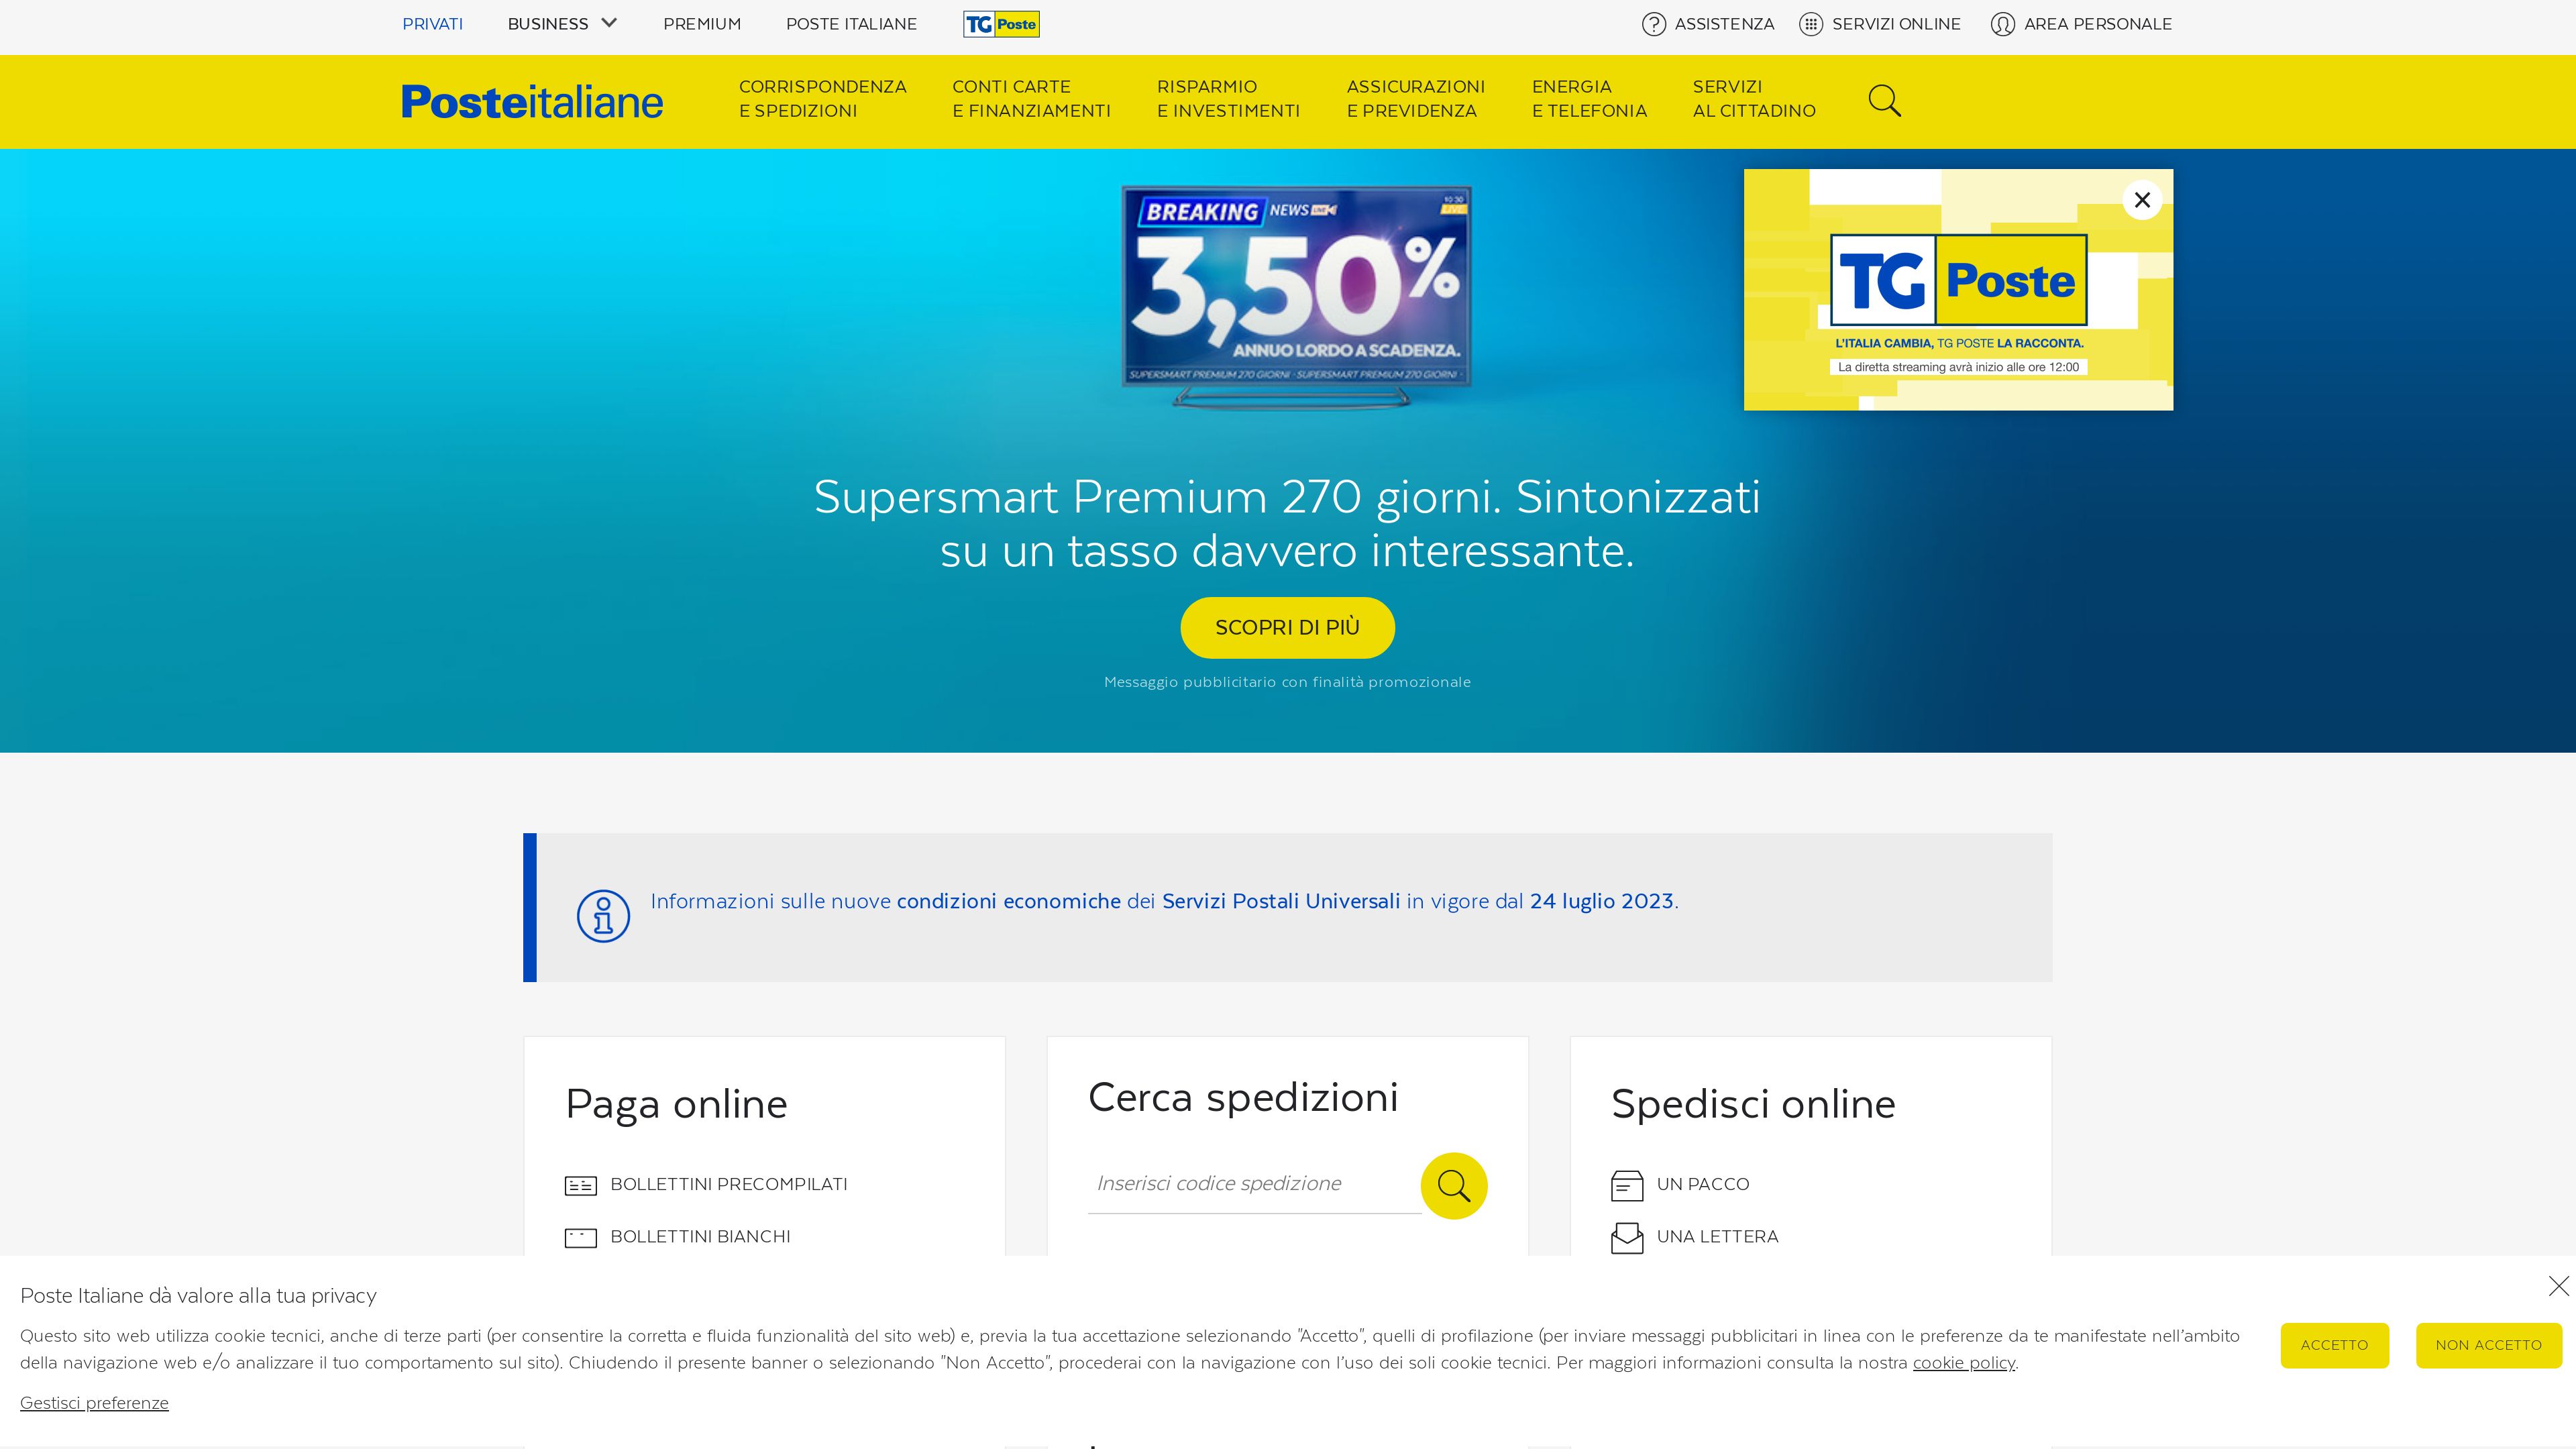 PRIVATI
BUSINESS
PREMIUM
POSTE ITALIANE
TG Poste
ASSISTENZA
SERVIZI ONLINE
AREA PERSONALE
Posteitaliane
CORRISPONDENZA
E SPEDIZIONI
CONTI CARTE
E FINANZIAMENTI
RISPARMIO
E INVESTIMENTI
ASSICURAZIONI
E PREVIDENZA
ENERGIA
E TELEFONIA
SERVIZI
AL CITTADINO
BREAKING NEWS LIVE
10:30
LIVE
3,50%
ANNUO LORDO A SCADENZA.
SUPERSMART PREMIUM 270 GIORNI - SUPERSMART PREMIUM 270 GIORNI -
TG Poste
L'ITALIA CAMBIA, TG POSTE LA RACCONTA.
La diretta streaming avrà inizio alle ore 12:00
Supersmart Premium 270 giorni. Sintonizzati
su un tasso davvero interessante.
SCOPRI DI PIÙ
Messaggio pubblicitario con finalità promozionale
Informazioni sulle nuove condizioni economiche dei Servizi Postali Universali in vigore dal 24 luglio 2023.
Paga online
BOLLETTINI PRECOMPILATI
BOLLETTINI BIANCHI
Cerca spedizioni
Inserisci codice spedizione
Spedisci online
UN PACCO
UNA LETTERA
Poste Italiane dà valore alla tua privacy
Questo sito web utilizza cookie tecnici, anche di terze parti (per consentire la corretta e fluida funzionalità del sito web) e, previa la tua accettazione selezionando "Accetto", quelli di profilazione (per inviare messaggi pubblicitari in linea con le preferenze da te manifestate nell'ambito
della navigazione web e/o analizzare il tuo comportamento sul sito). Chiudendo il presente banner o selezionando "Non Accetto", procederai con la navigazione con l'uso dei soli cookie tecnici. Per maggiori informazioni consulta la nostra cookie policy.
Gestisci preferenze
ACCETTO
NON ACCETTO